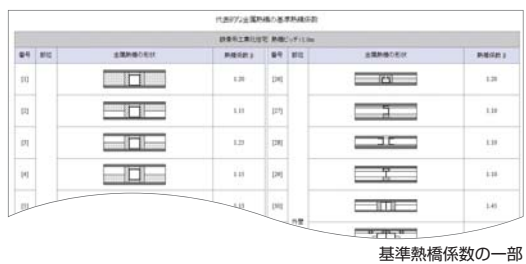 代表的な金属熱橋の基準熱橋係数
鉄骨系工業化住宅 熱橋ピッチ:1.0m
番号 部位 金属熱橋の形状 熱橋係数 β 番号 部位 金属熱橋の形状 熱橋係数 β
[1] 1.20 [26] 1.20
[2] 1.15 [27] 1.10
[3] 1.25 [28] 1.10
[4] 1.15 [29] 1.10
[5] [30] 1.45
外壁
基準熱橋係数の一部